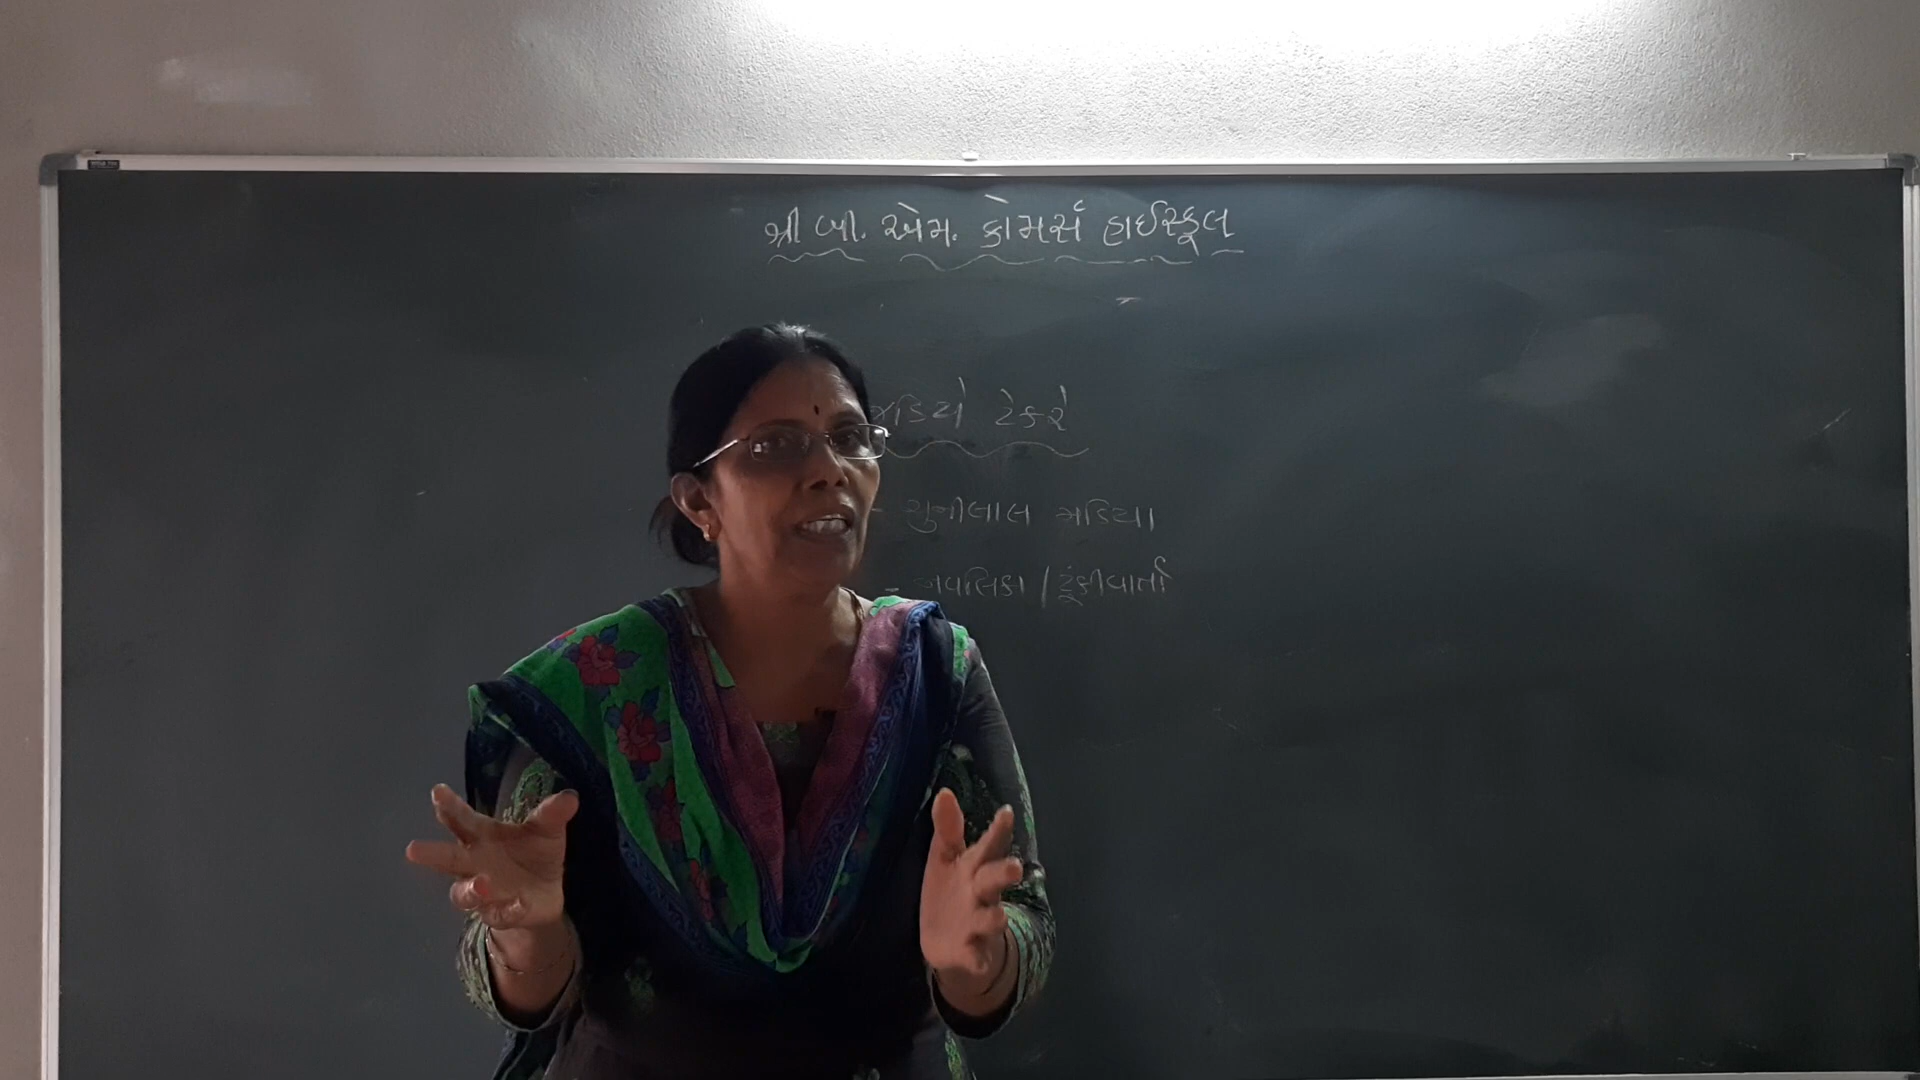 શ્રી બી. એમ. કોમર્સ હાઈસ્કૂલ
ટેકરે
- ચુનીલાલ મડિયા
- નવલિકા / ટૂંકીવાર્તા